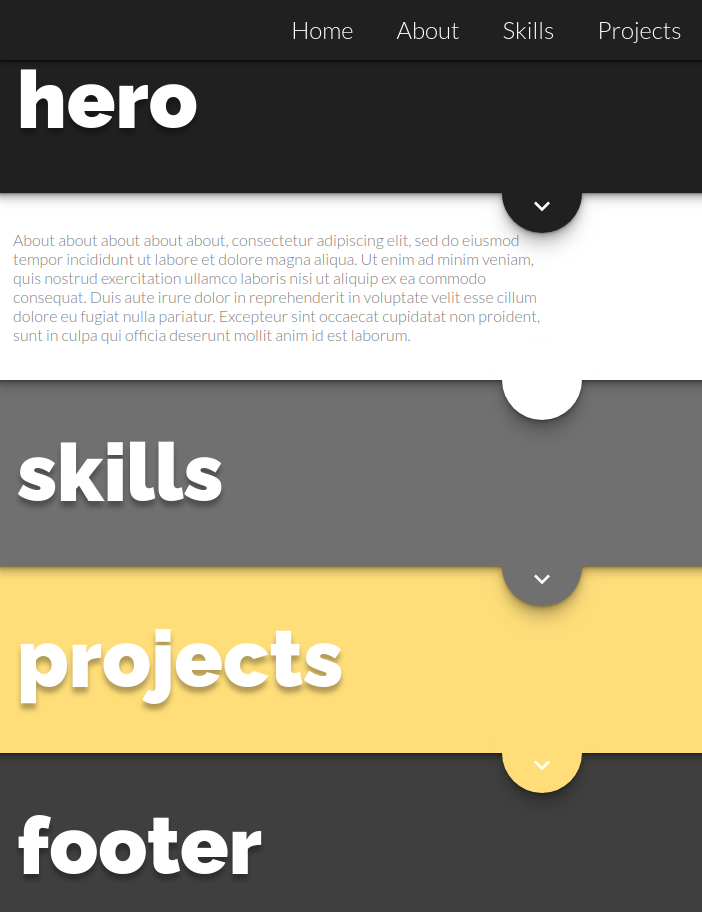 Home About Skills Projects
hero
About about about about about, consectetur adipiscing elit, sed do eiusmod
tempor incididunt ut labore et dolore magna aliqua. Ut enim ad minim veniam,
quis nostrud exercitation ullamco laboris nisi ut aliquip ex ea commodo
consequat. Duis aute irure dolor in reprehenderit in voluptate velit esse cillum
dolore eu fugiat nulla pariatur. Excepteur sint occaecat cupidatat non proident,
sunt in culpa qui officia deserunt mollit anim id est laborum.
skills
projects
footer